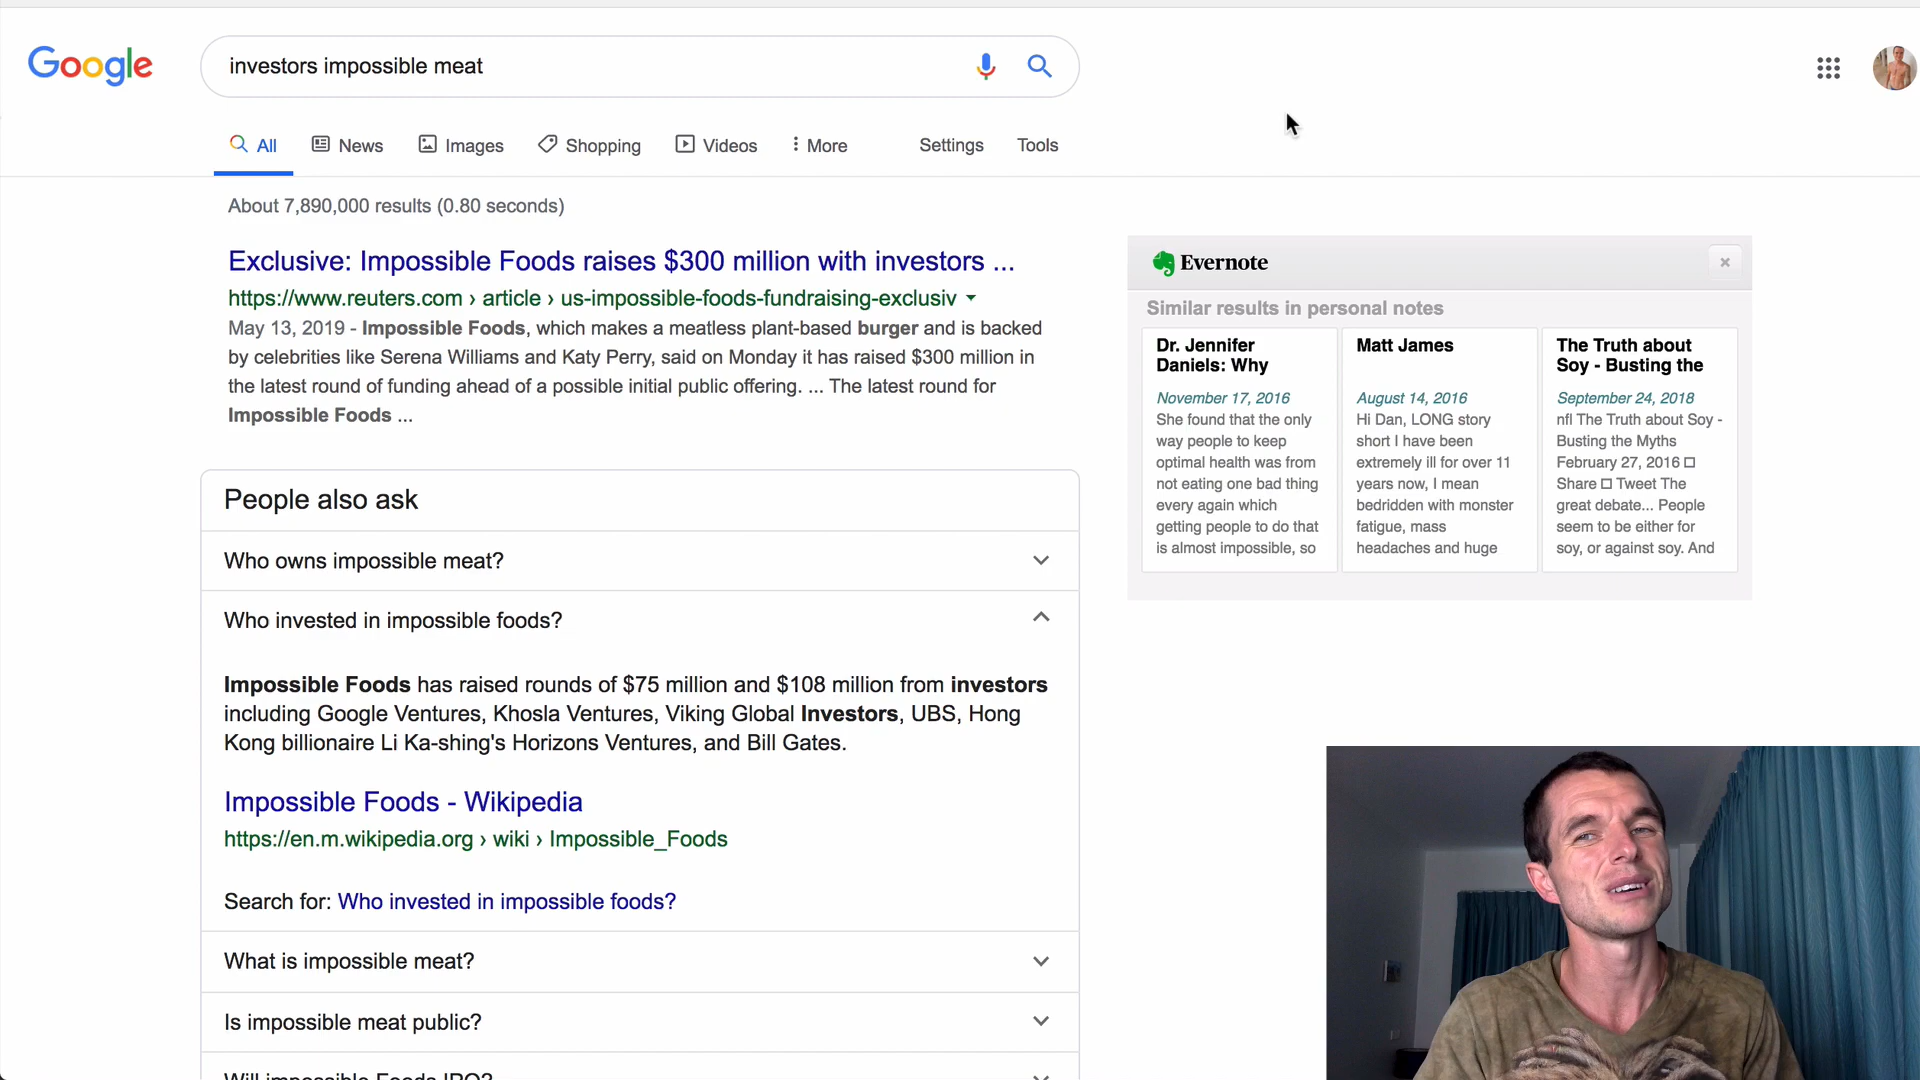 Google
investors impossible meat
All
News
Images
Shopping
Videos
More
Settings
Tools
About 7,890,000 results (0.80 seconds)
Exclusive: Impossible Foods raises $300 million with investors ...
https://www.reuters.com › article › us-impossible-foods-fundraising-exclusiv
May 13, 2019 - Impossible Foods, which makes a meatless plant-based burger and is backed
by celebrities like Serena Williams and Katy Perry, said on Monday it has raised $300 million in
the latest round of funding ahead of a possible initial public offering. ... The latest round for
Impossible Foods ...
People also ask
Who owns impossible meat?
Who invested in impossible foods?
Impossible Foods has raised rounds of $75 million and $108 million from investors
including Google Ventures, Khosla Ventures, Viking Global Investors, UBS, Hong
Kong billionaire Li Ka-shing's Horizons Ventures, and Bill Gates.
Impossible Foods - Wikipedia
https://en.m.wikipedia.org › wiki › Impossible_Foods
Search for: Who invested in impossible foods?
What is impossible meat?
Is impossible meat public?
Will impossible Foods IPO?
Evernote
Similar results in personal notes
Dr. Jennifer
Daniels: Why
November 17, 2016
She found that the only
way people to keep
optimal health was from
not eating one bad thing
every again which
getting people to do that
is almost impossible, so
Matt James
August 14, 2016
Hi Dan, LONG story
short I have been
extremely ill for over 11
years now, I mean
bedridden with monster
fatigue, mass
headaches and huge
The Truth about
Soy - Busting the
September 24, 2018
nfl The Truth about Soy -
Busting the Myths
February 27, 2016 □
Share □ Tweet The
great debate... People
seem to be either for
soy, or against soy. And